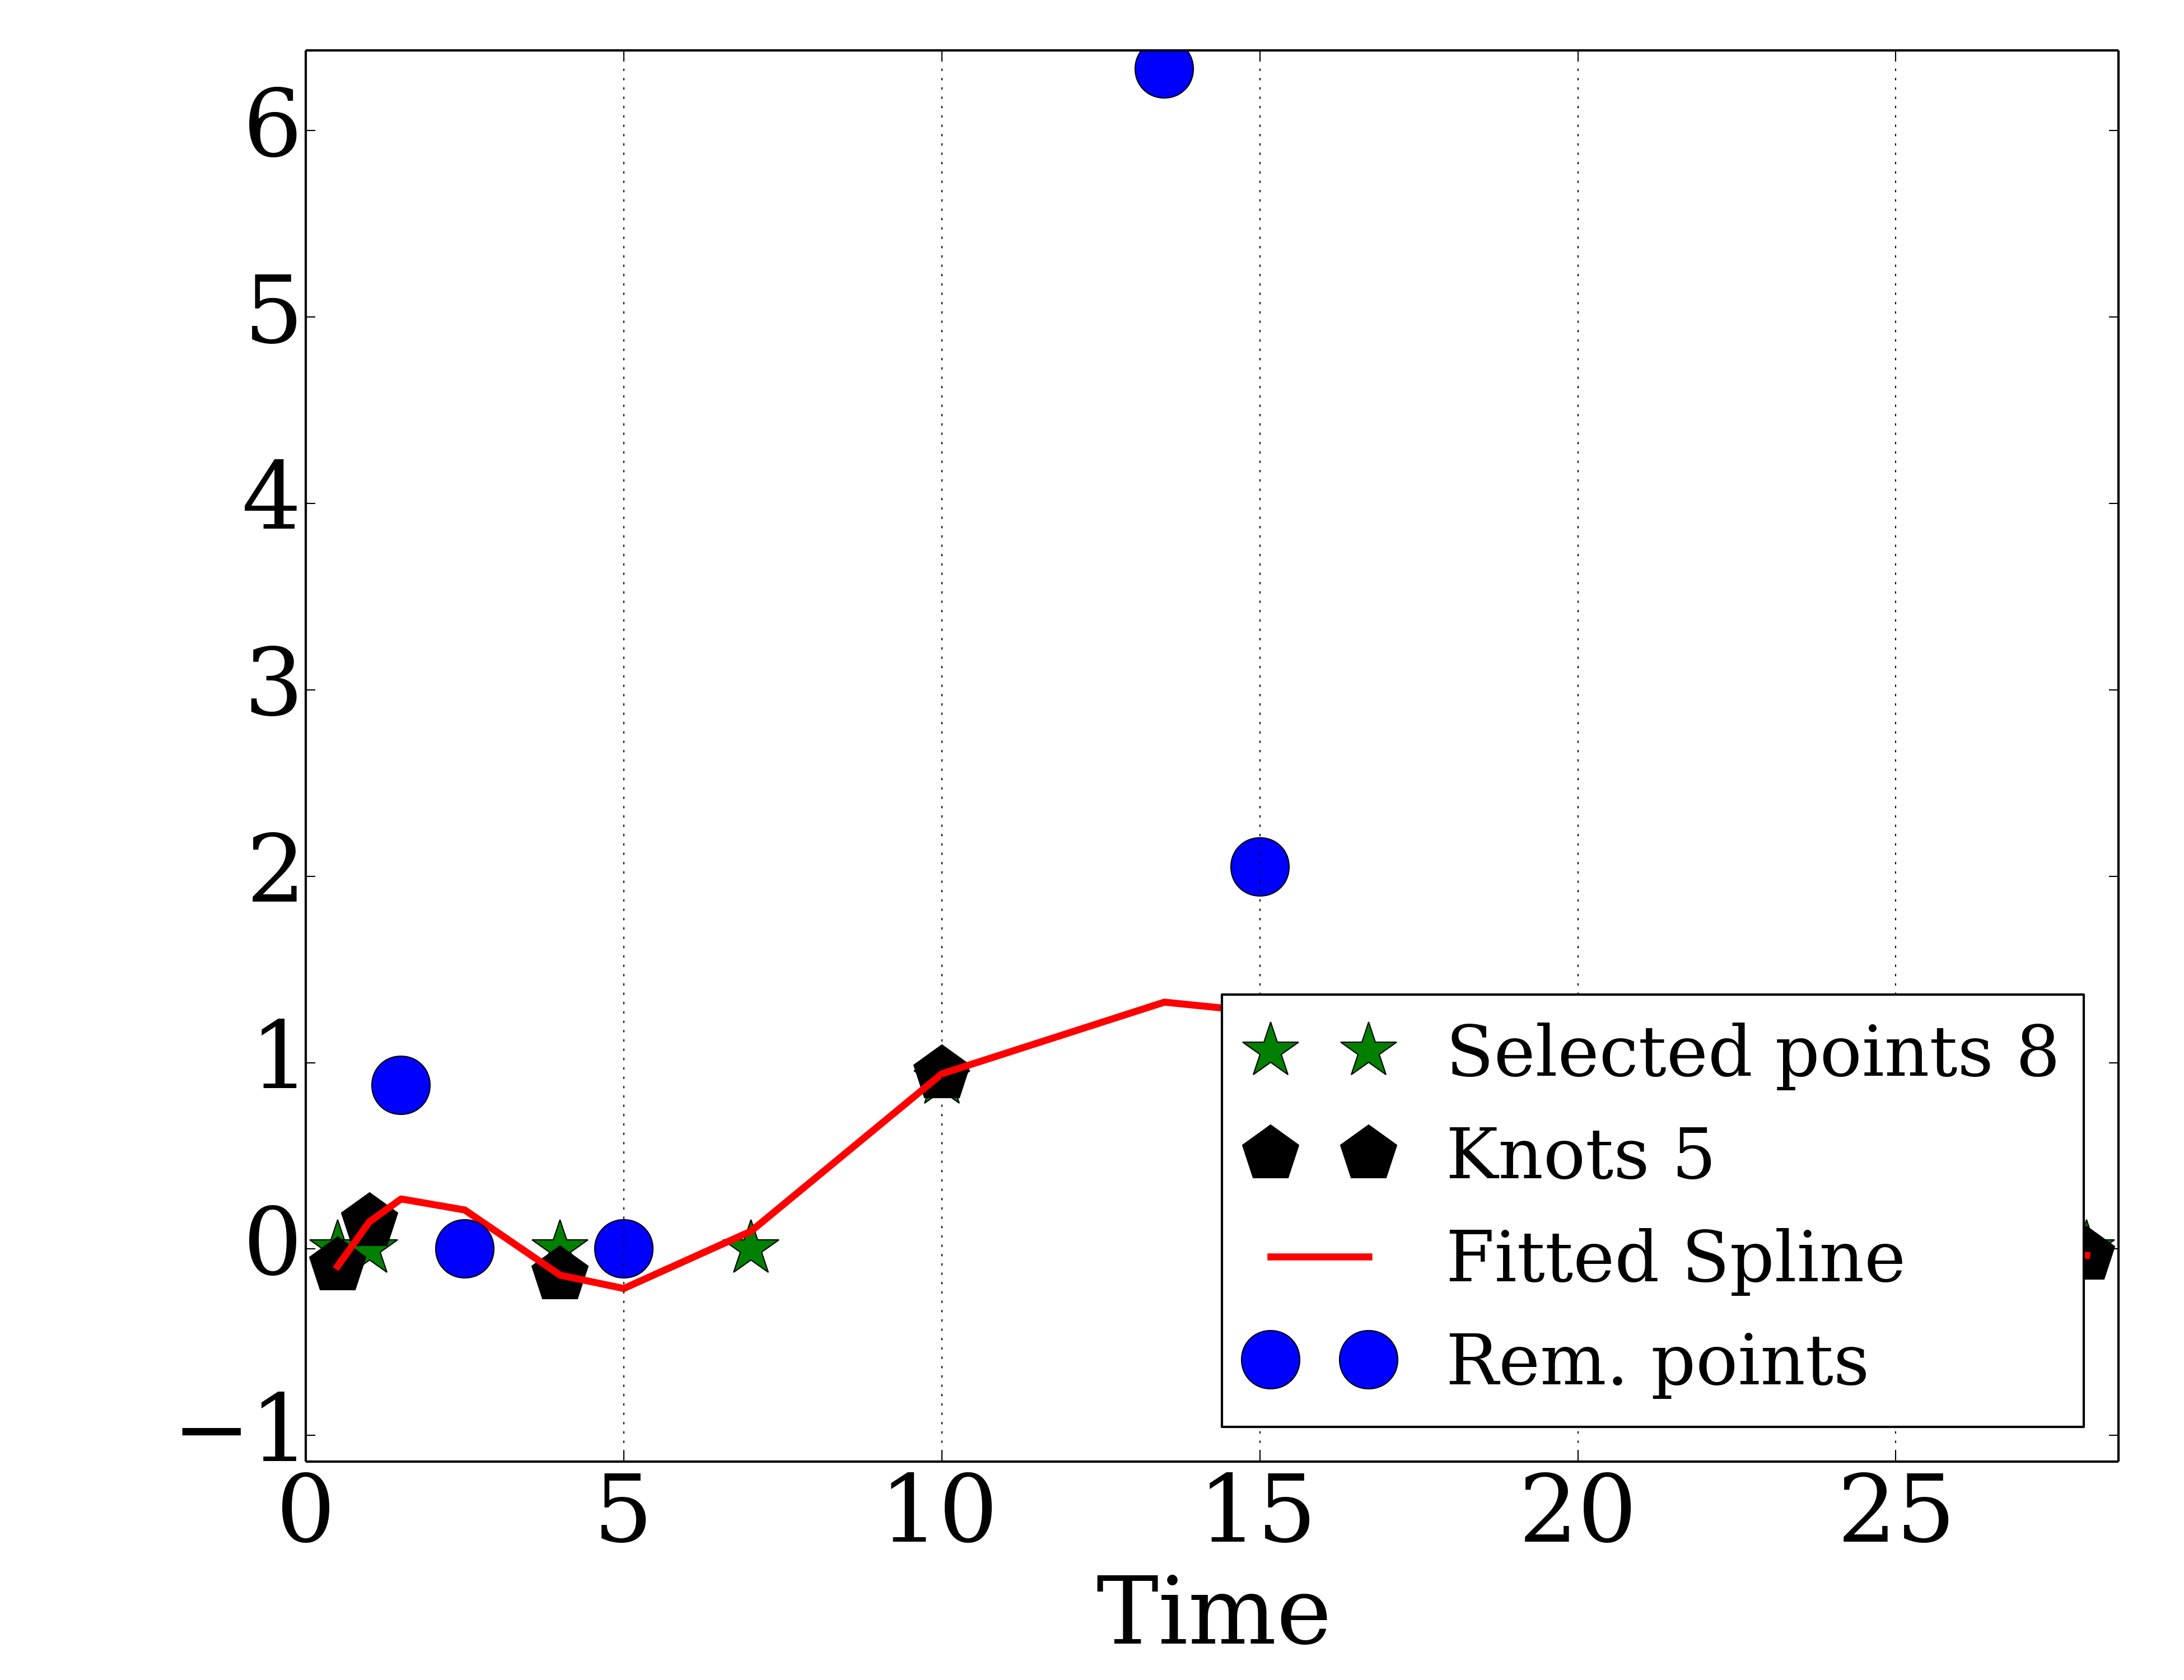 6
5
4
3
2
1
0
−1
Selected points 8
Knots 5
Fitted Spline
Rem. points
0 5 10 15 20 25
Time